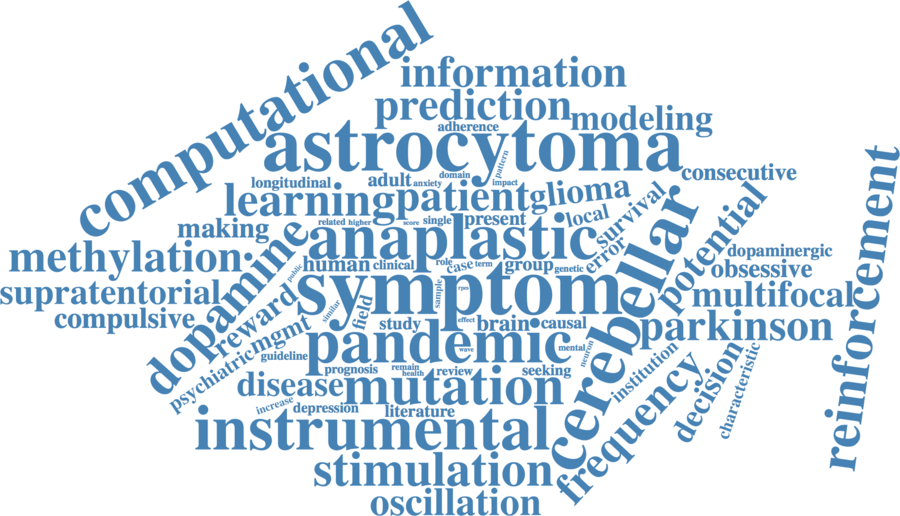 computational
information
prediction
modeling
adherence
astrocytoma
pattern
domain
consecutive
longitudinal
adult
anxiety
impact
learning
patient
glioma
reinforcement
related
higher
score
single
present
local
survival
cerebellar
potential
making
anaplastic
error
dopaminergic
methylation
dopamine
public
human
clinical
role
case
term
group
genetic
obsessive
supratentorial
reward
symptom
sample
rpm
multifocal
compulsive
mgmt
similar
field
study
effect
brain
causal
parkinson
psychiatric
guideline
pandemic
wave
mental
neuron
institution
decision
characteristic
prognosis
remain
health
review
seeking
disease
mutation
frequency
increase
depression
literature
instrumental
stimulation
oscillation